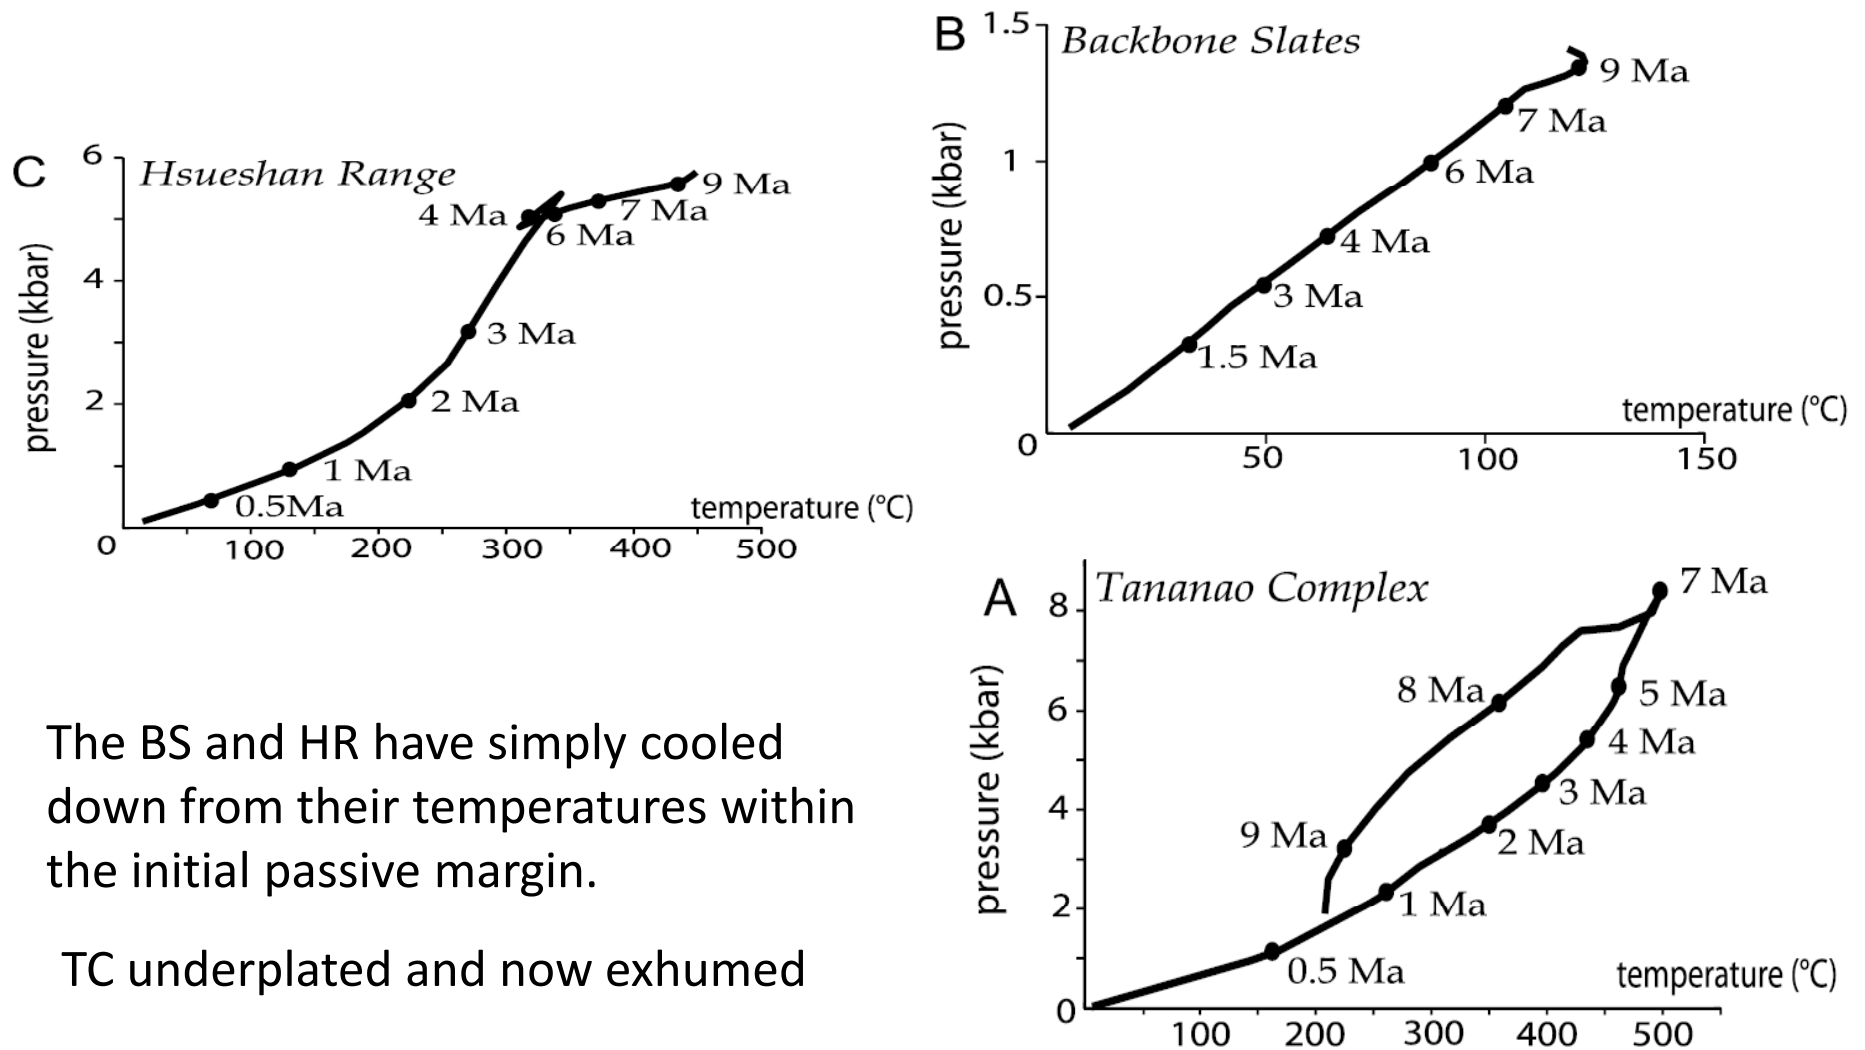 C
Hsueshan Range
pressure (kbar)
6
4
2
0
100
200
300
400
500
temperature (°C)
9 Ma
7 Ma
6 Ma
4 Ma
3 Ma
2 Ma
1 Ma
0.5Ma
B
Backbone Slates
pressure (kbar)
1.5
1
0.5
0
50
100
150
temperature (°C)
9 Ma
7 Ma
6 Ma
4 Ma
3 Ma
1.5 Ma
A
Tananao Complex
pressure (kbar)
8
6
4
2
0
100
200
300
400
500
temperature (°C)
7 Ma
8 Ma
5 Ma
4 Ma
3 Ma
9 Ma
2 Ma
1 Ma
0.5 Ma
The BS and HR have simply cooled
down from their temperatures within
the initial passive margin.
TC underplated and now exhumed